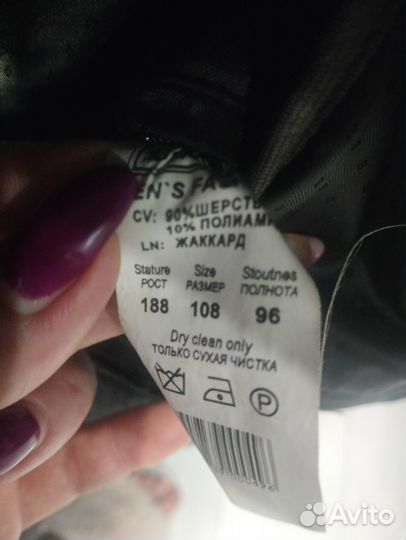 CV: 90% ШЕРСТЬ
10% ПОЛИАМИ
LN: ЖАККАРД
Stature Size Stoutnes
РОСТ РАЗМЕР ПОЛНОТА
188 108 96
Dry clean only
ТОЛЬКО СУХАЯ ЧИСТКА
P
Avito